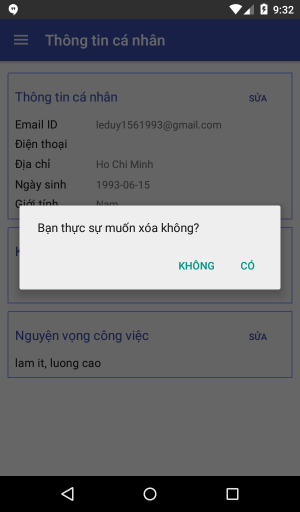 9:32
Thông tin cá nhân
Thông tin cá nhân SỬA
Email ID leduy1561993@gmail.com
Điện thoại
Địa chỉ Ho Chi Minh
Ngày sinh 1993-06-15
Giới tính Nam
Bạn thực sự muốn xóa không?
KHÔNG CÓ
Nguyện vọng công việc SỬA
lam it, luong cao